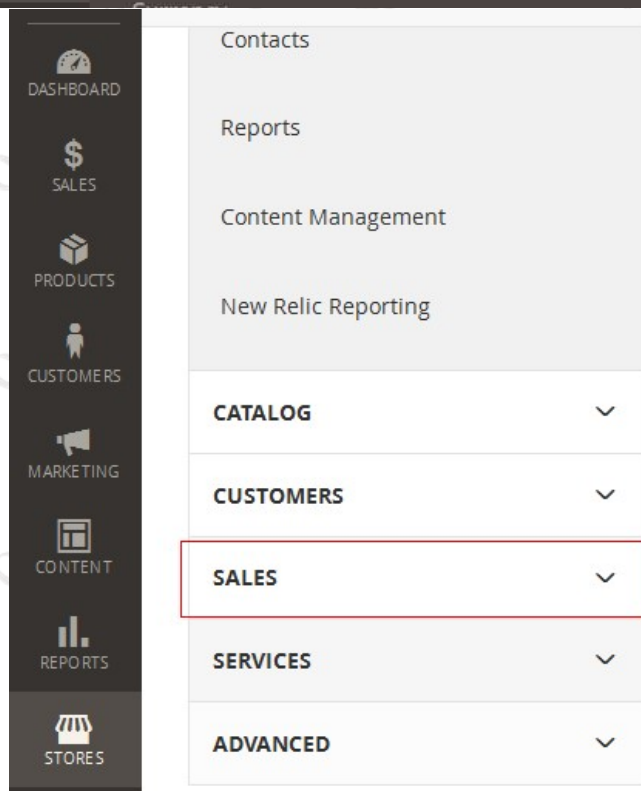 DASHBOARD
SALES
PRODUCTS
CUSTOMERS
MARKETING
CONTENT
REPORTS
STORES
Contacts
Reports
Content Management
New Relic Reporting
CATALOG
CUSTOMERS
SALES
SERVICES
ADVANCED